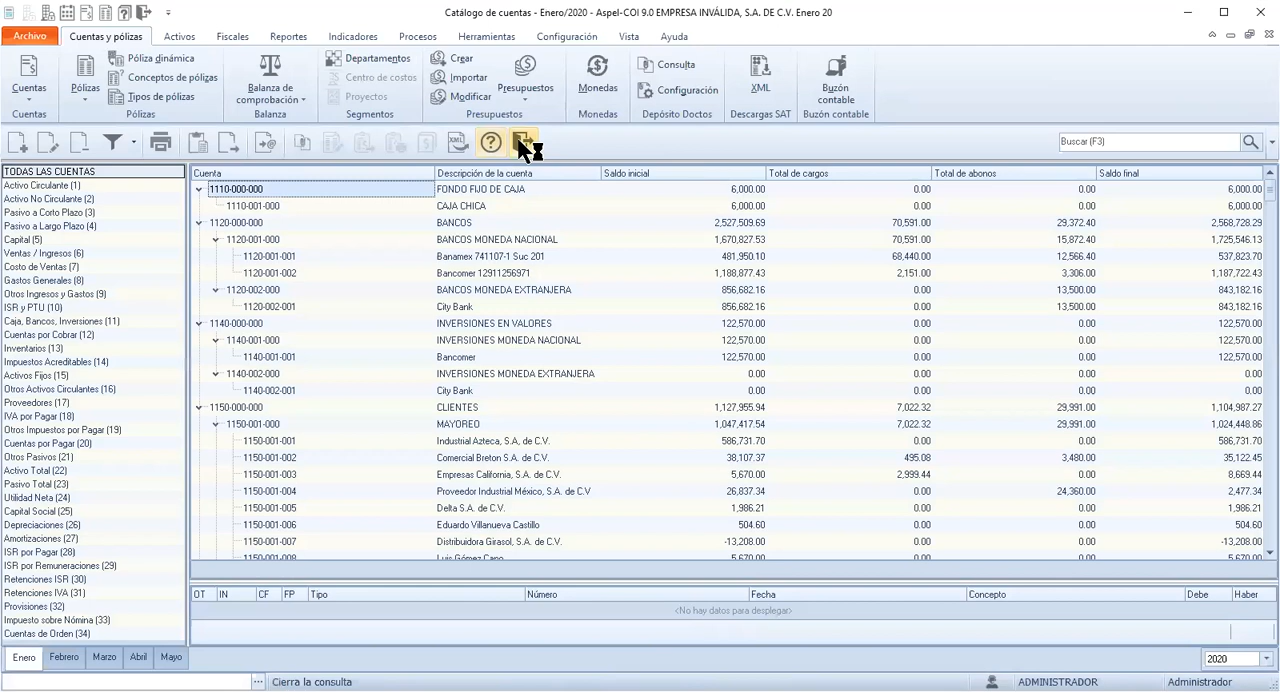 Catálogo de cuentas - Enero/2020 - Aspel-COI 9.0 EMPRESA INVÁLIDA, S.A. DE C.V. Enero 20
Archivo Cuentas y pólizas Activos Fiscales Reportes Indicadores Procesos Herramientas Configuración Vista Ayuda
Cuentas
Cuentas
Pólizas
Póliza dinámica
Conceptos de pólizas
Tipos de pólizas
Pólizas
Balanza de
comprobación
Balanza
Departamentos
Centro de costos
Proyectos
Segmentos
Crear
Importar
Modificar
Presupuestos
Presupuestos
Monedas
Monedas
Consulta
Configuración
Depósito Doctos
XML
Descargas SAT
Buzón
contable
Buzón contable
XML
Buscar (F3)
TODAS LAS CUENTAS
Activo Circulante (1)
Activo No Circulante (2)
Pasivo a Corto Plazo (3)
Pasivo a Largo Plazo (4)
Capital (5)
Ventas / Ingresos (6)
Costo de Ventas (7)
Gastos Generales (8)
Otros Ingresos y Gastos (9)
ISR y PTU (10)
Caja, Bancos, Inversiones (11)
Cuentas por Cobrar (12)
Inventarios (13)
Impuestos Acreditables (14)
Activos Fijos (15)
Otros Activos Circulantes (16)
Proveedores (17)
IVA por Pagar (18)
Otros Impuestos por Pagar (19)
Cuentas por Pagar (20)
Otros Pasivos (21)
Activo Total (22)
Pasivo Total (23)
Utilidad Neta (24)
Capital Social (25)
Depreciaciones (26)
Amortizaciones (27)
ISR por Pagar (28)
ISR por Remuneraciones (29)
Retenciones ISR (30)
Retenciones IVA (31)
Provisiones (32)
Impuesto sobre Nómina (33)
Cuentas de Orden (34)
Cuenta Descripción de la cuenta Saldo inicial Total de cargos Total de abonos Saldo final
1110-000-000 FONDO FIJO DE CAJA 6,000.00 0.00 0.00 6,000.00
1110-001-000 CAJA CHICA 6,000.00 0.00 0.00 6,000.00
1120-000-000 BANCOS 2,527,509.69 70,591.00 29,372.40 2,568,728.29
1120-001-000 BANCOS MONEDA NACIONAL 1,670,827.53 70,591.00 15,872.40 1,725,546.13
1120-001-001 Banamex 741107-1 Suc 201 481,950.10 68,440.00 12,566.40 537,823.70
1120-001-002 Bancomer 12911256971 1,188,877.43 2,151.00 3,306.00 1,187,722.43
1120-002-000 BANCOS MONEDA EXTRANJERA 856,682.16 0.00 13,500.00 843,182.16
1120-002-001 City Bank 856,682.16 0.00 13,500.00 843,182.16
1140-000-000 INVERSIONES EN VALORES 122,570.00 0.00 0.00 122,570.00
1140-001-000 INVERSIONES MONEDA NACIONAL 122,570.00 0.00 0.00 122,570.00
1140-001-001 Bancomer 122,570.00 0.00 0.00 122,570.00
1140-002-000 INVERSIONES MONEDA EXTRANJERA 0.00 0.00 0.00 0.00
1140-002-001 City Bank 0.00 0.00 0.00 0.00
1150-000-000 CLIENTES 1,127,955.94 7,022.32 29,991.00 1,104,987.27
1150-001-000 MAYOREO 1,047,417.54 7,022.32 29,991.00 1,024,448.86
1150-001-001 Industrial Azteca, S.A. de C.V. 586,731.70 0.00 0.00 586,731.70
1150-001-002 Comercial Breton S.A. de C.V. 38,107.37 495.08 3,480.00 35,122.45
1150-001-003 Empresas California, S.A. de C.V. 5,670.00 2,999.44 0.00 8,669.44
1150-001-004 Proveedor Industrial México, S.A. de C.V 26,837.34 0.00 24,360.00 2,477.34
1150-001-005 Delta S.A. de C.V. 1,986.21 0.00 0.00 1,986.21
1150-001-006 Eduardo Villanueva Castillo 504.60 0.00 0.00 504.60
1150-001-007 Distribuidora Girasol, S.A. de C.V. -13,208.00 0.00 0.00 -13,208.00
1150-001-008 Luis Gómez Cano 5,670.00 0.00 0.00 5,670.00
OT IN CF FP Tipo Número Fecha Concepto Debe Haber
<No hay datos para desplegar>
Enero Febrero Marzo Abril Mayo 2020
Cierra la consulta ADMINISTRADOR Administrador